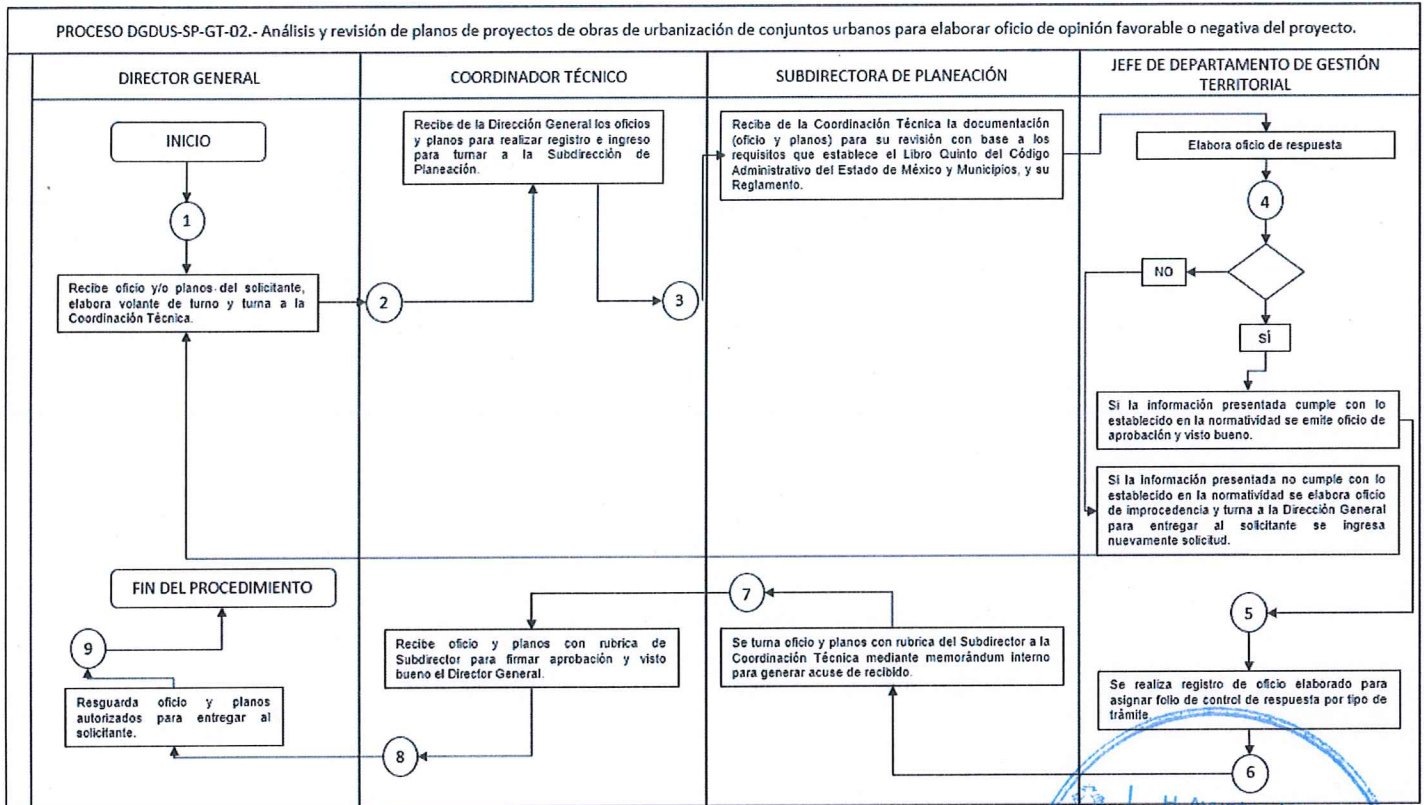 PROCESO DGDUS-SP-GT-02.- Análisis y revisión de planos de proyectos de obras de urbanización de conjuntos urbanos para elaborar oficio de opinión favorable o negativa del proyecto.
DIRECTOR GENERAL
COORDINADOR TÉCNICO
SUBDIRECTORA DE PLANEACIÓN
JEFE DE DEPARTAMENTO DE GESTIÓN
TERRITORIAL
INICIO
1
Recibe oficio y/o planos del solicitante,
elabora volante de turno y turna a la
Coordinación Técnica.
2
Recibe de la Dirección General los oficios
y planos para realizar registro e ingreso
para turnar a la Subdirección de
Planeación.
3
Recibe de la Coordinación Técnica la documentación
(oficio y planos) para su revisión con base a los
requisitos que establece el Libro Quinto del Código
Administrativo del Estado de México y Municipios, y su
Reglamento.
Elabora oficio de respuesta
4
NO
SÍ
Si la información presentada cumple con lo
establecido en la normatividad se emite oficio de
aprobación y visto bueno.
Si la Información presentada no cumple con lo
establecido en la normatividad se elabora oficio
de improcedencia y turna a la Dirección General
para entregar al solicitante se ingresa
nuevamente solicitud.
5
Se realiza registro de oficio elaborado para
asignar folio de control de respuesta por tipo de
trámite
6
Se turna oficio y planos con rubrica del Subdirector a la
Coordinación Técnica mediante memorándum interno
para generar acuse de recibido.
7
Recibe oficio y planos con rubrica de
Subdirector para firmar aprobación y visto
bueno el Director General.
8
Resguarda oficio y planos
autorizados para entregar al
solicitante.
9
FIN DEL PROCEDIMIENTO